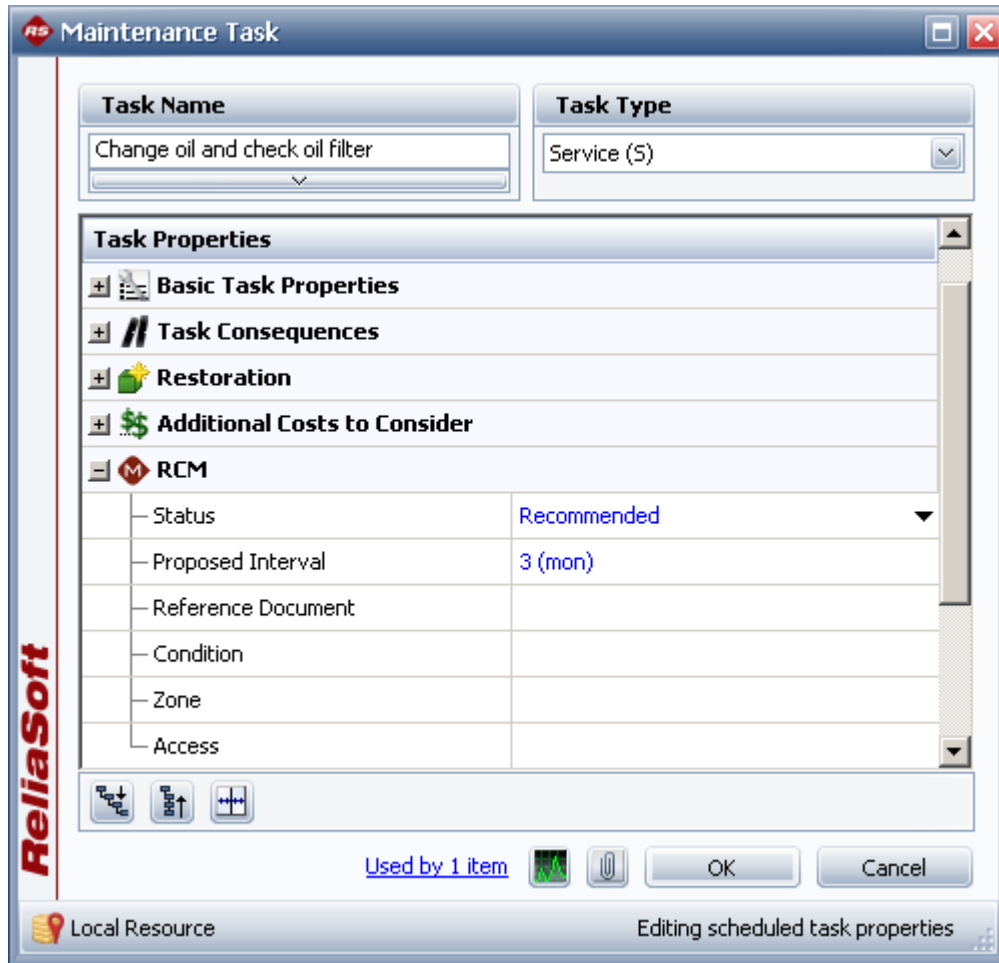 RS Maintenance Task
Task Name
Task Type
Change oil and check oil filter
Service (S)
Task Properties
Basic Task Properties
Task Consequences
Restoration
$$ Additional Costs to Consider
M RCM
Status Recommended
Proposed Interval 3 (mon)
Reference Document
Condition
Zone
Access
ReliaSoft
Used by 1 item
OK
Cancel
Local Resource
Editing scheduled task properties